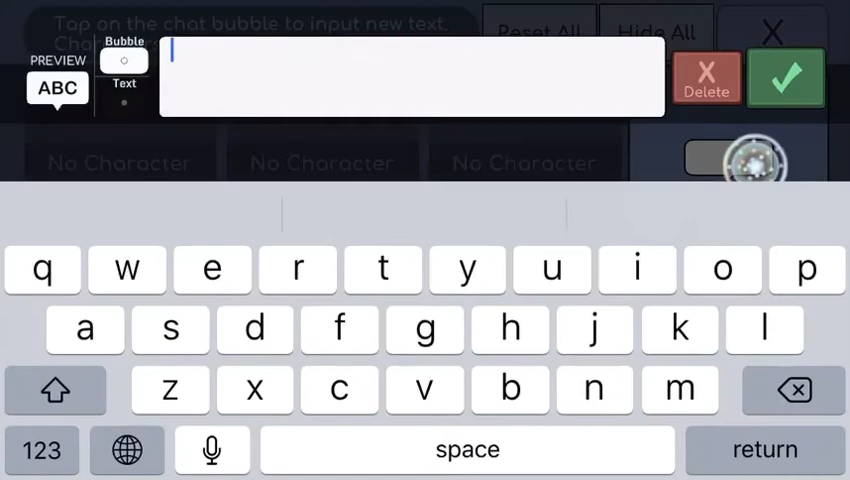 Tap on the chat bubble to input new text.
Reset All
Hide All
X
Bubble
PREVIEW
ABC
Text
X
Delete
No Character
No Character
No Character
q w e r t y u i o p
a s d f g h j k l
z x c v b n m
123
space
return